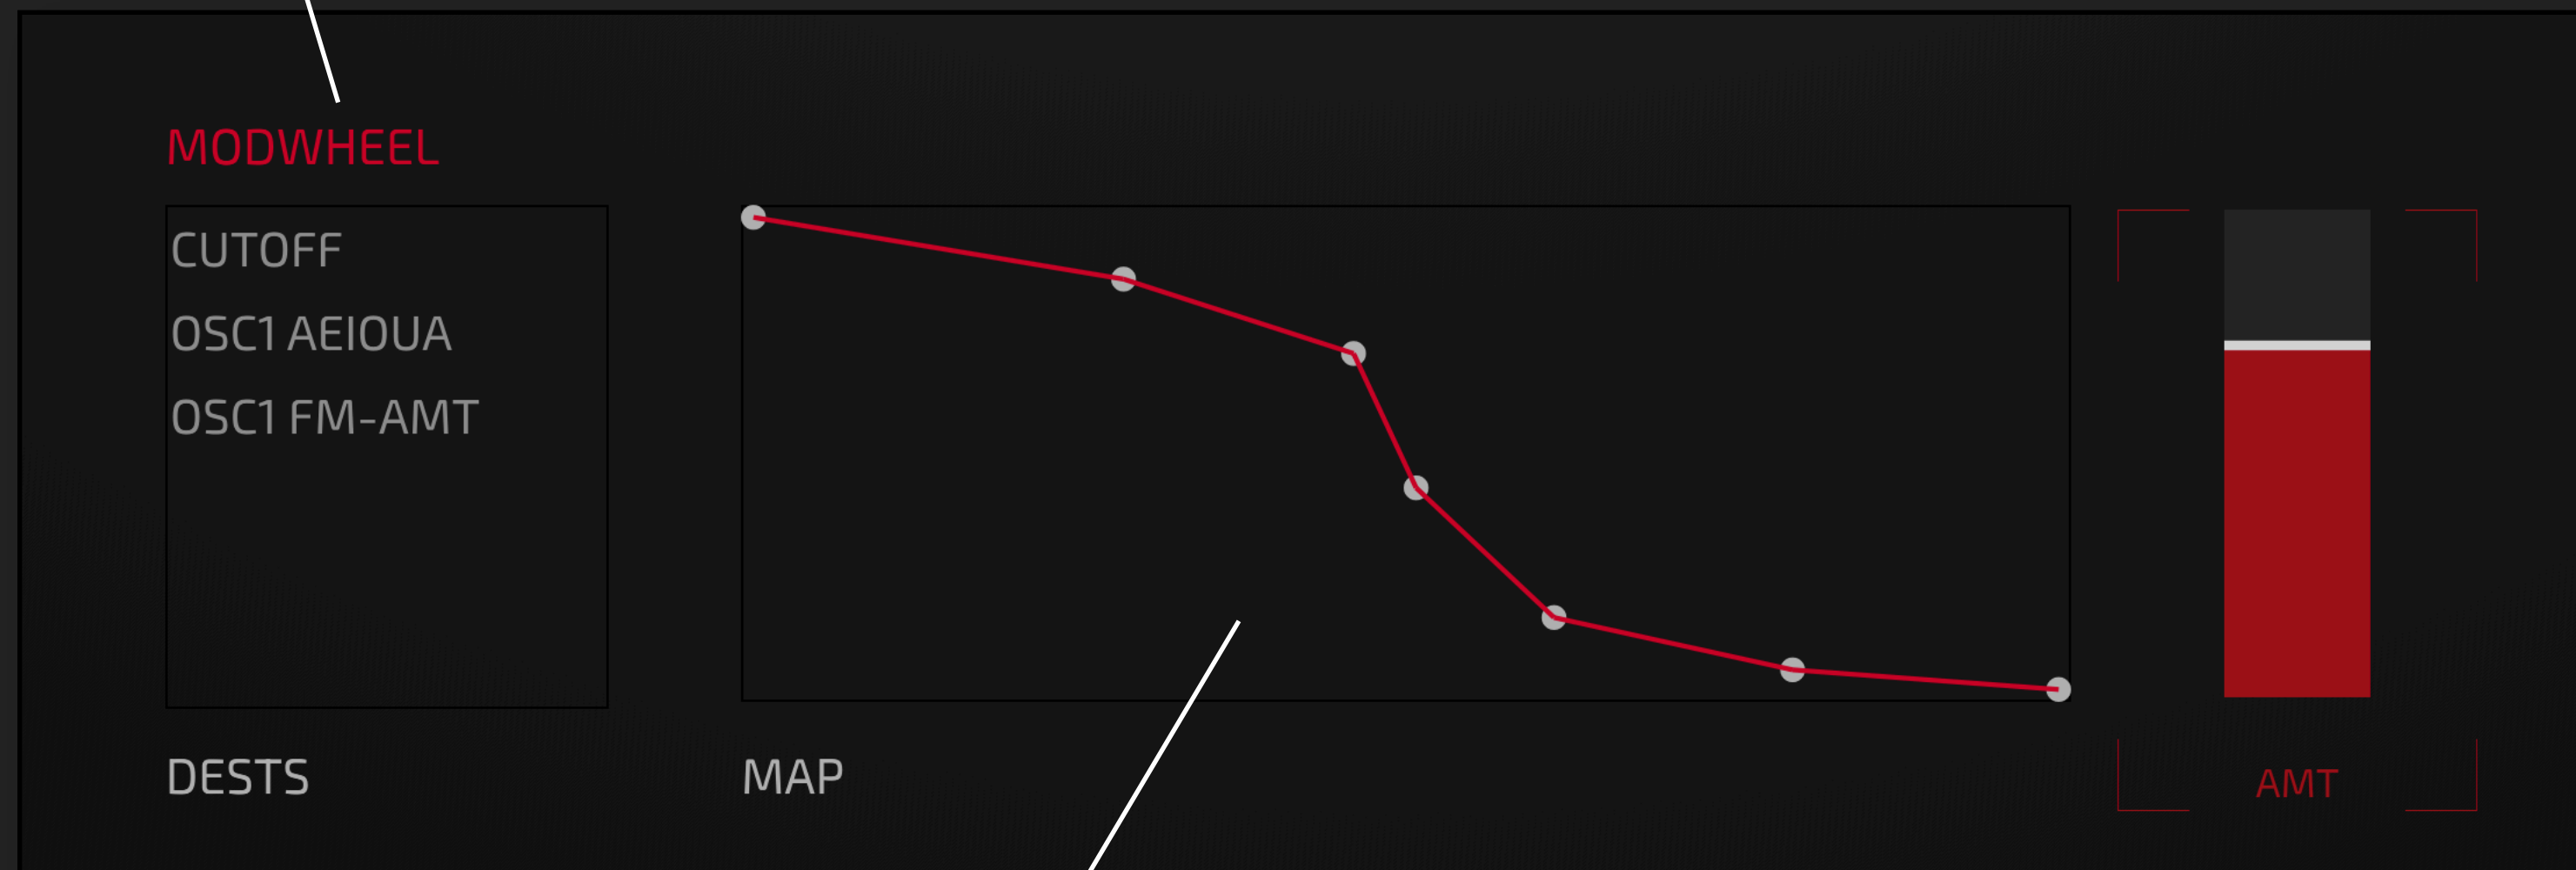 MODWHEEL
CUTOFF
OSC1 AEIOUA
OSC1 FM-AMT
DESTS
MAP
AMT